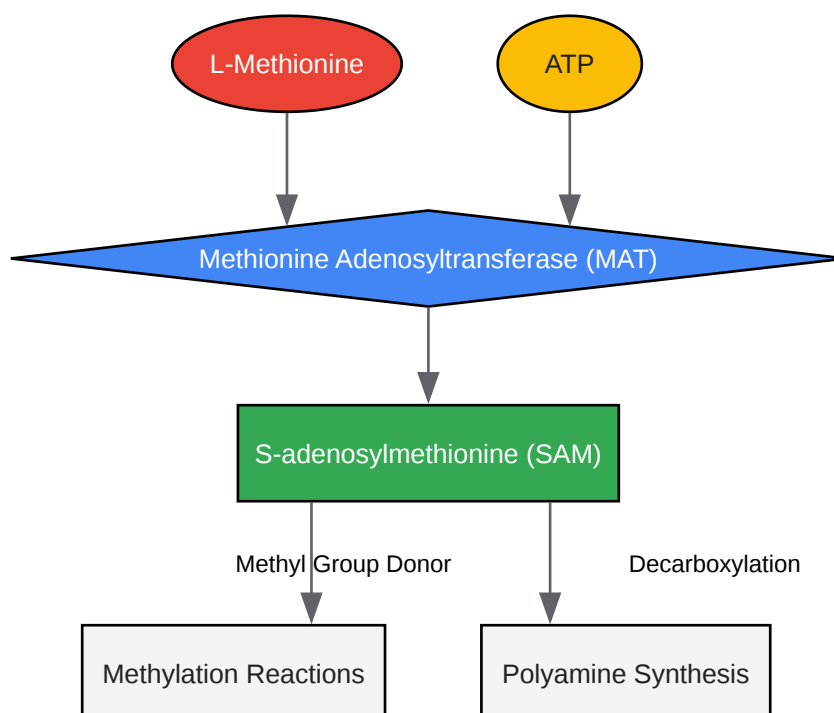 L-Methionine
ATP
Methionine Adenosyltransferase (MAT)
S-adenosylmethionine (SAM)
Methyl Group Donor
Decarboxylation
Methylation Reactions
Polyamine Synthesis